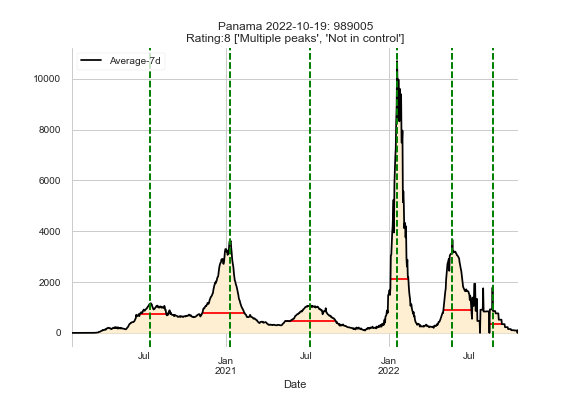 Panama 2022-10-19: 989005
Rating:8 ['Multiple peaks', 'Not in control']
Average-7d
10000
8000
6000
4000
2000
0
Jul
Jan
2021
Jul
Jan
2022
Jul
Date